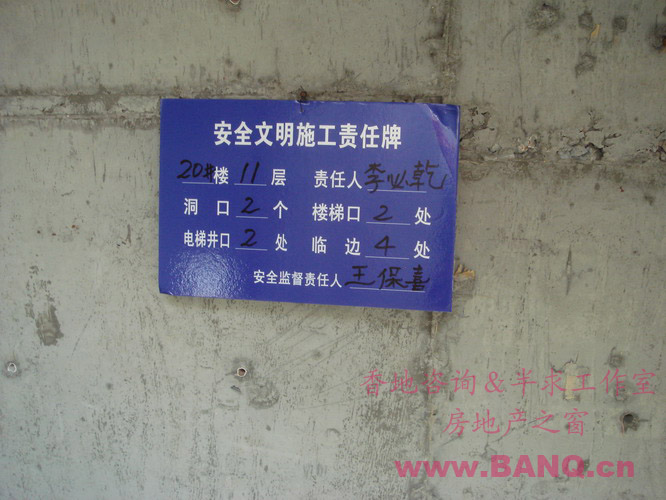 安全文明施工责任牌
20#楼 11 层 责任人 李必乾
洞口 2 个 楼梯口 2 处
电梯井口 2 处 临边 4 处
安全监督责任人 王保喜
香地咨询&半求工作室
房地产之窗
www.BANQ.cn